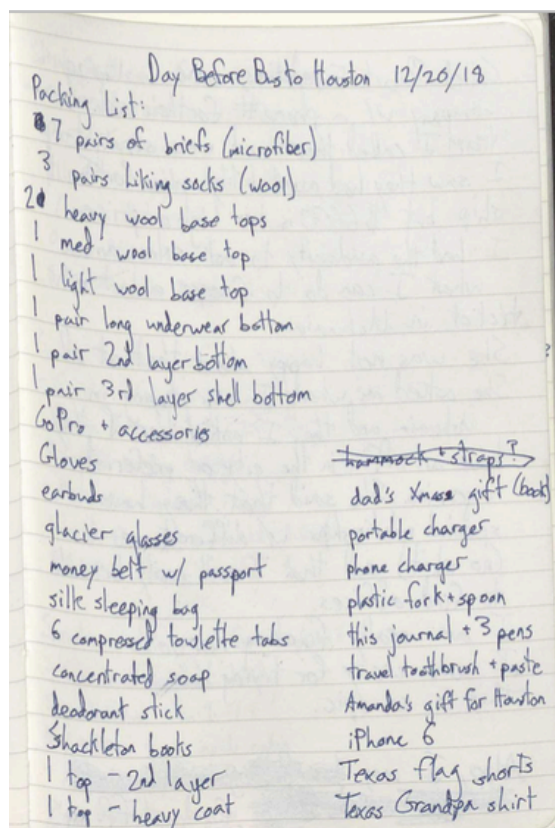 Day Before Bus to Houston 12/20/18
Packing List:
7 pairs of briefs (microfiber)
3 pairs hiking socks (wool)
2 heavy wool base tops
1 med wool base top
1 light wool base top
1 pair long underwear bottom
1 pair 2nd layer bottom
1 pair 3rd layer shell bottom
GoPro + accessories
Gloves
earbuds
glacier glasses
money belt w/ passport
silk sleeping bag
6 compressed towlette tabs
concentrated soap
deodorant stick
Shackleton books
1 top - 2nd layer
1 top - heavy coat
hammock + straps?
dad's Xmas gift (book)
portable charger
phone charger
plastic fork + spoon
this journal + 3 pens
travel toothbrush + paste
Amanda's gift for Houston
iPhone 6
Texas flag shorts
Texas Grandpa shirt